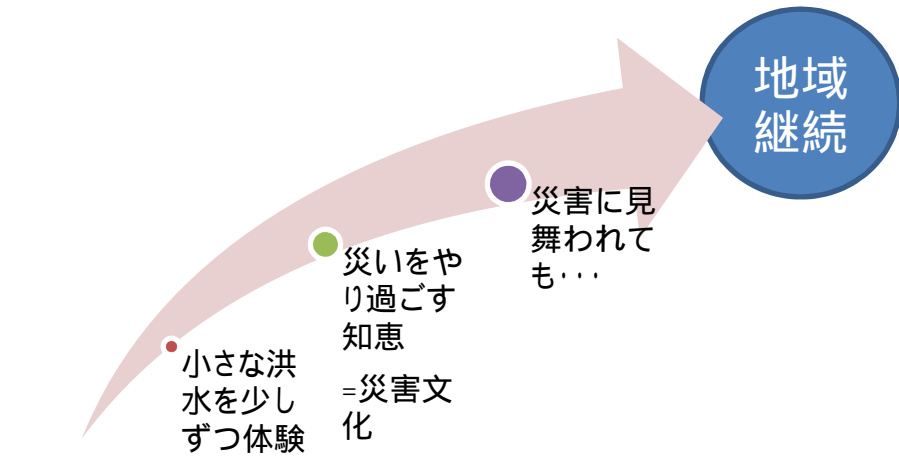 小さな洪
水を少し
ずつ体験
災いをや
り過ごす
知恵
=災害文
化
災害に見
舞われて
も･･･
地域
継続